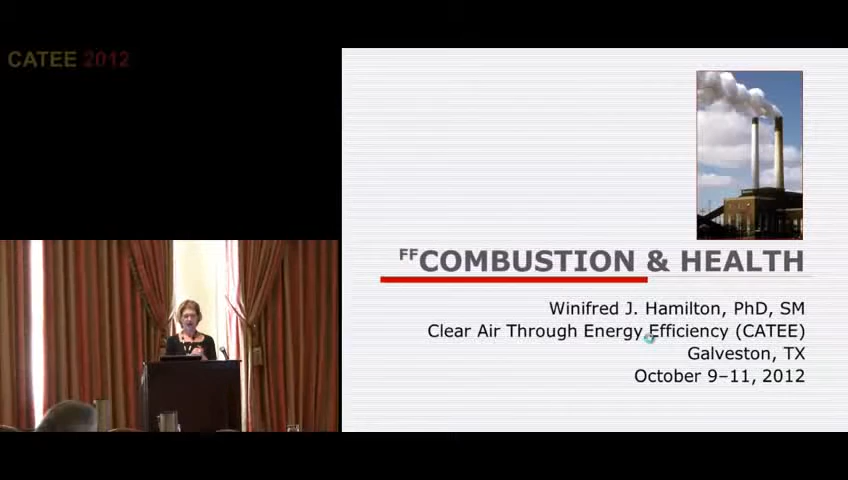 CATEE 2012
FFCOMBUSTION & HEALTH
Winifred J. Hamilton, PhD, SM
Clear Air Through Energy Efficiency (CATEE)
Galveston, TX
October 9–11, 2012